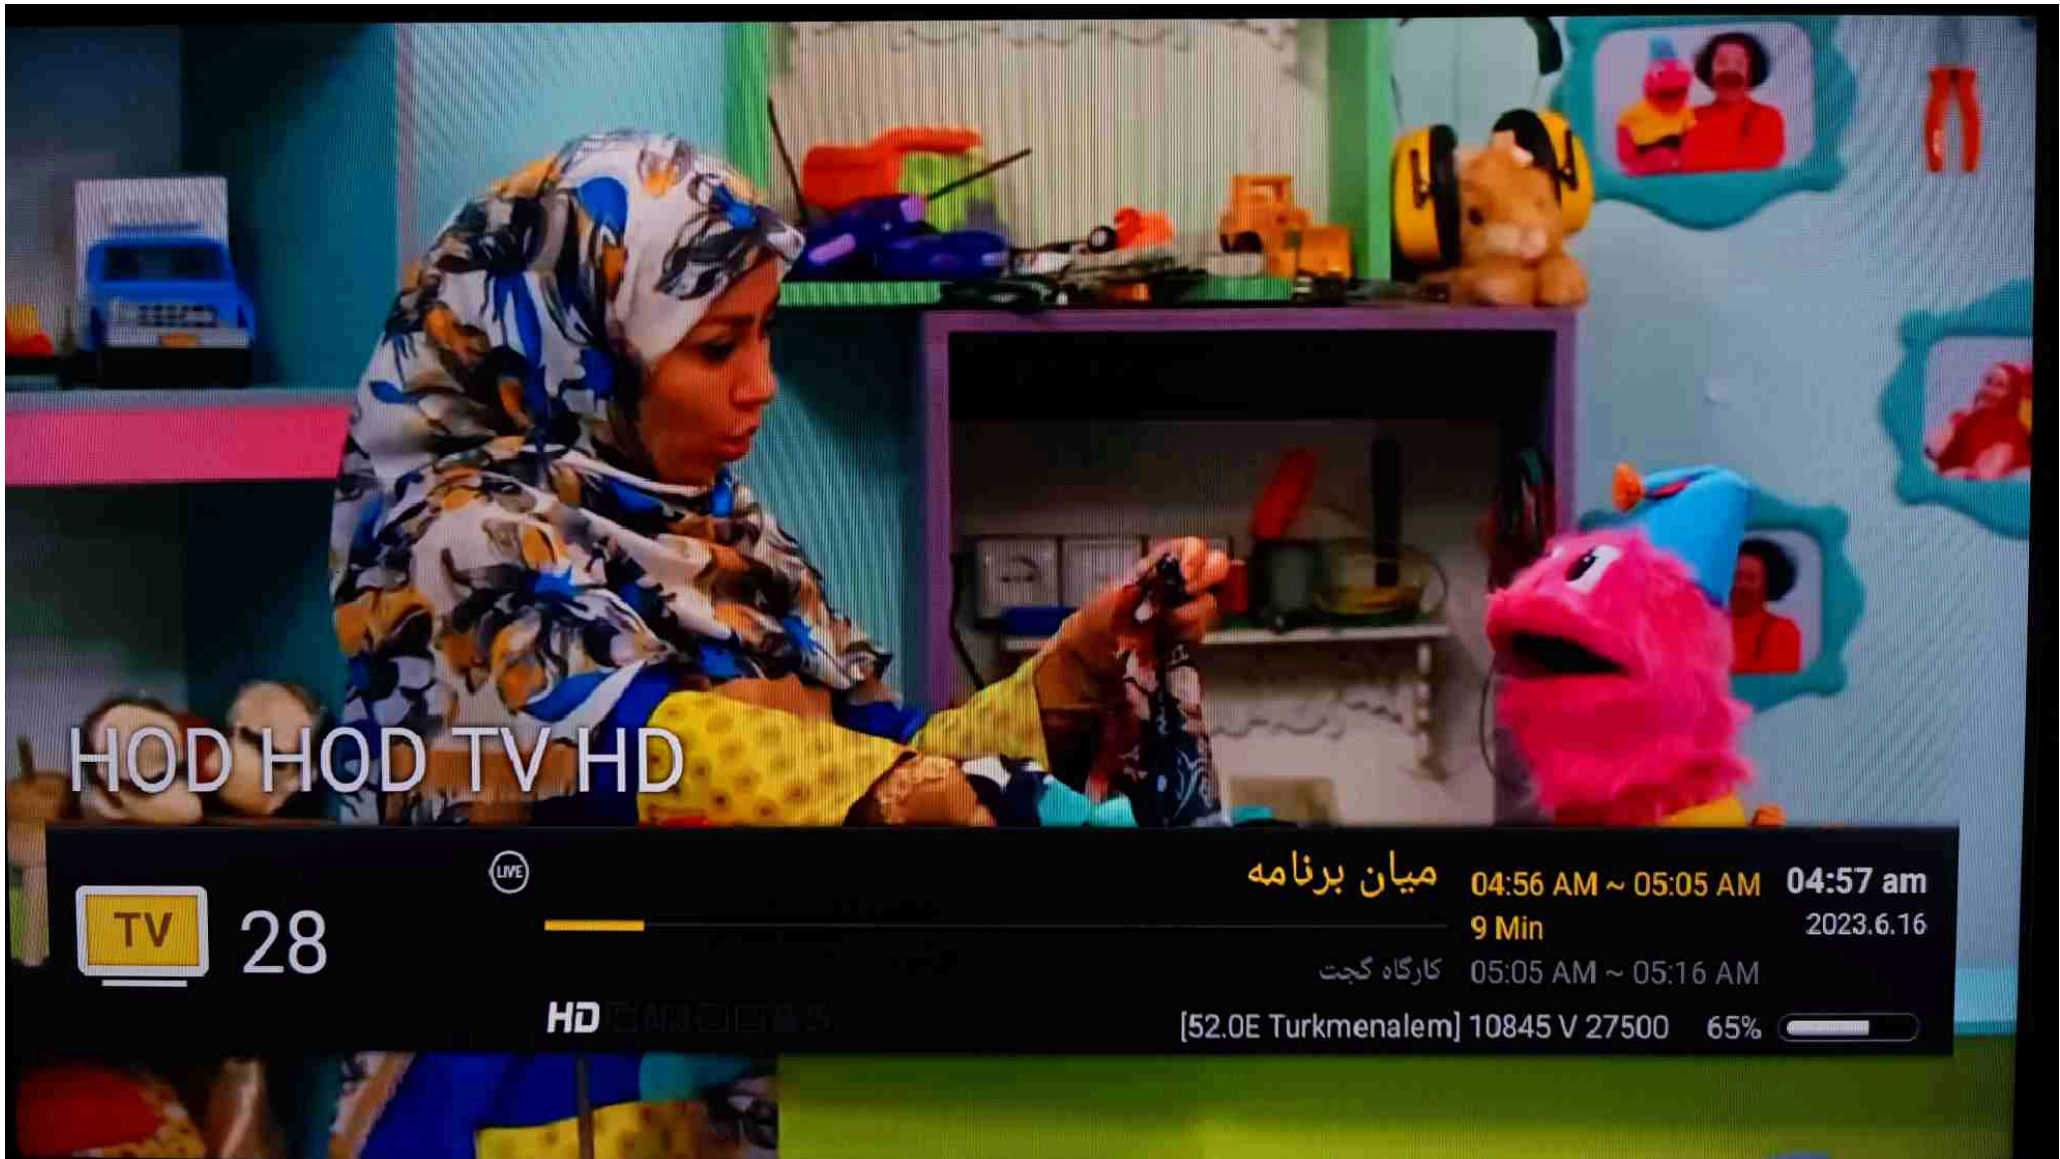 HOD HOD TV HD
TV 28
LIVE
میان برنامه 04:56 AM ~ 05:05 AM 04:57 am
9 Min 2023.6.16
کارگاه گجت 05:05 AM ~ 05:16 AM
HD
[52.0E Turkmenalem] 10845 V 27500 65%